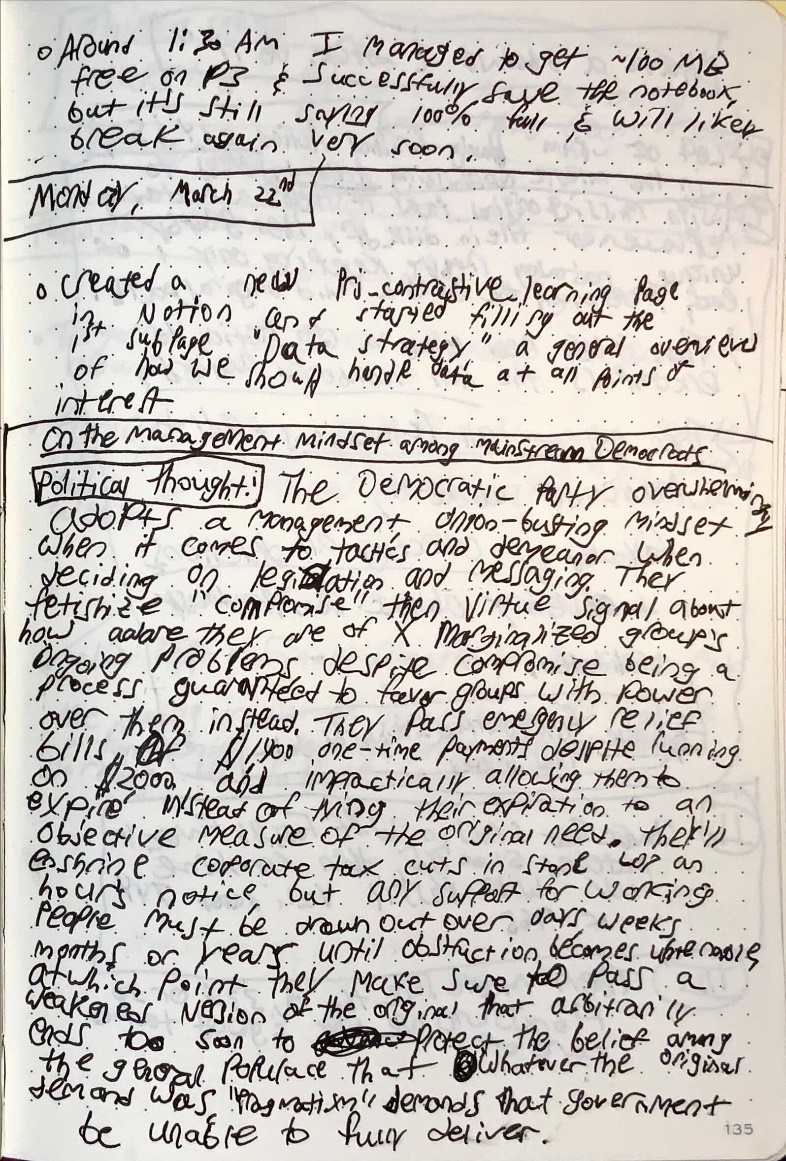 o Around 1:30 AM I managed to get ~100 MB
free on P3 & successfully save the notebook,
but it's still saying 100% full & will likely
break again very soon.
Monday, March 22nd
o Created a new Pri-contrastive-learning Page
in Notion and started filling out the
1st subpage "Data strategy" a general overview
of how we should handle data at all points of
interest
On the management mindset among mainstream Democrats
Political thought: The Democratic Party overwhelmingly
adopts a management, union-busting mindset
when it comes to tactics and demeanor when
deciding on legislation and messaging. They
fetishize "compromise" then virtue signal about
how aware they are of X marginalized group's
ongoing problems despite compromise being a
process guaranteed to favor groups with power
over them instead. They pass emergency relief
bills of $1400 one-time payments despite running
on $2000 and impractically allowing them to
expire instead of tying their expiration to an
objective measure of the original need. They'll
enshrine corporate tax cuts in stone w/ an
hour's notice, but any support for working
people must be drawn out over days weeks
months or years until obstruction becomes untenable,
at which point they make sure to pass a
weakened version of the original that arbitrarily
ends too soon to protect the belief among
the general populace that whatever the original
demand was, "Pragmatism" demands that government
be unable to fully deliver.
135